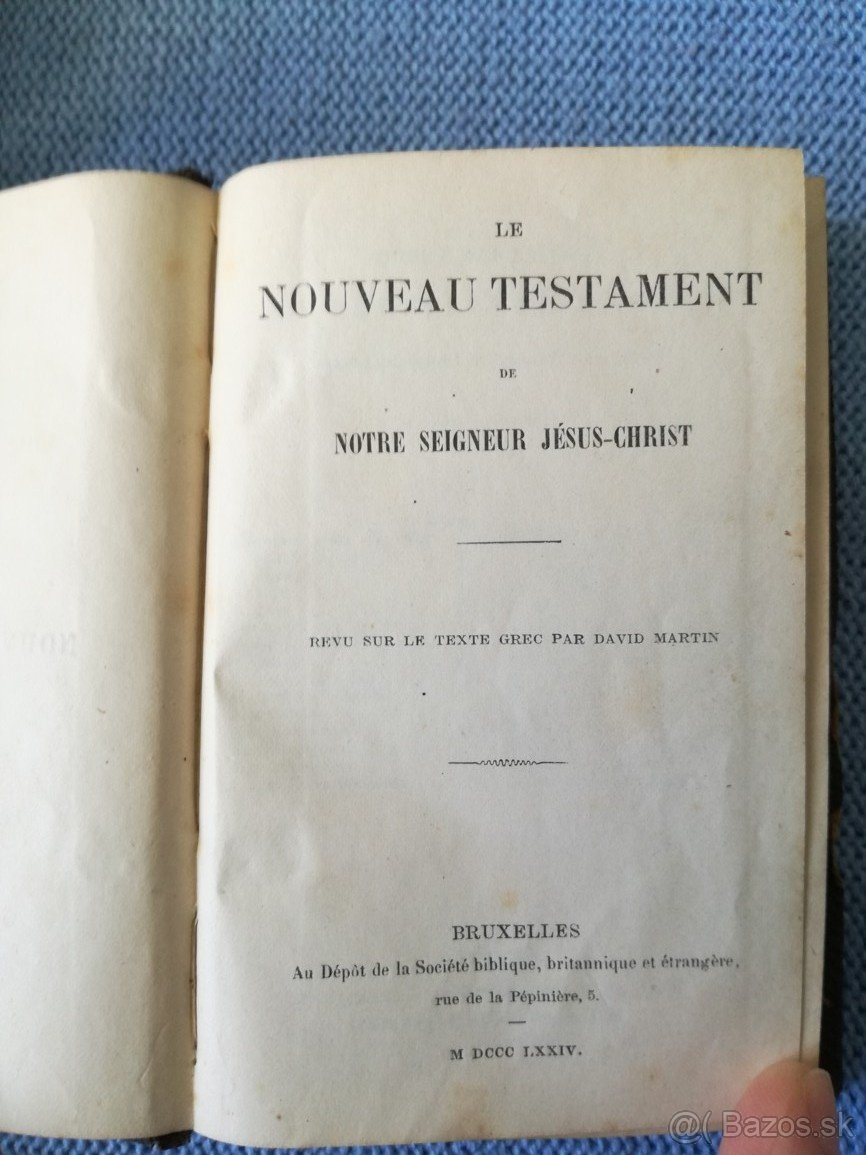 LE
NOUVEAU TESTAMENT
DE
NOTRE SEIGNEUR JÉSUS-CHRIST
REVU SUR LE TEXTE GREC PAR DAVID MARTIN
BRUXELLES
Au Dépôt de la Société biblique, britannique et étrangère,
rue de la Pépinière, 5.
M DCCC LXXIV.
@( Bazos.sk